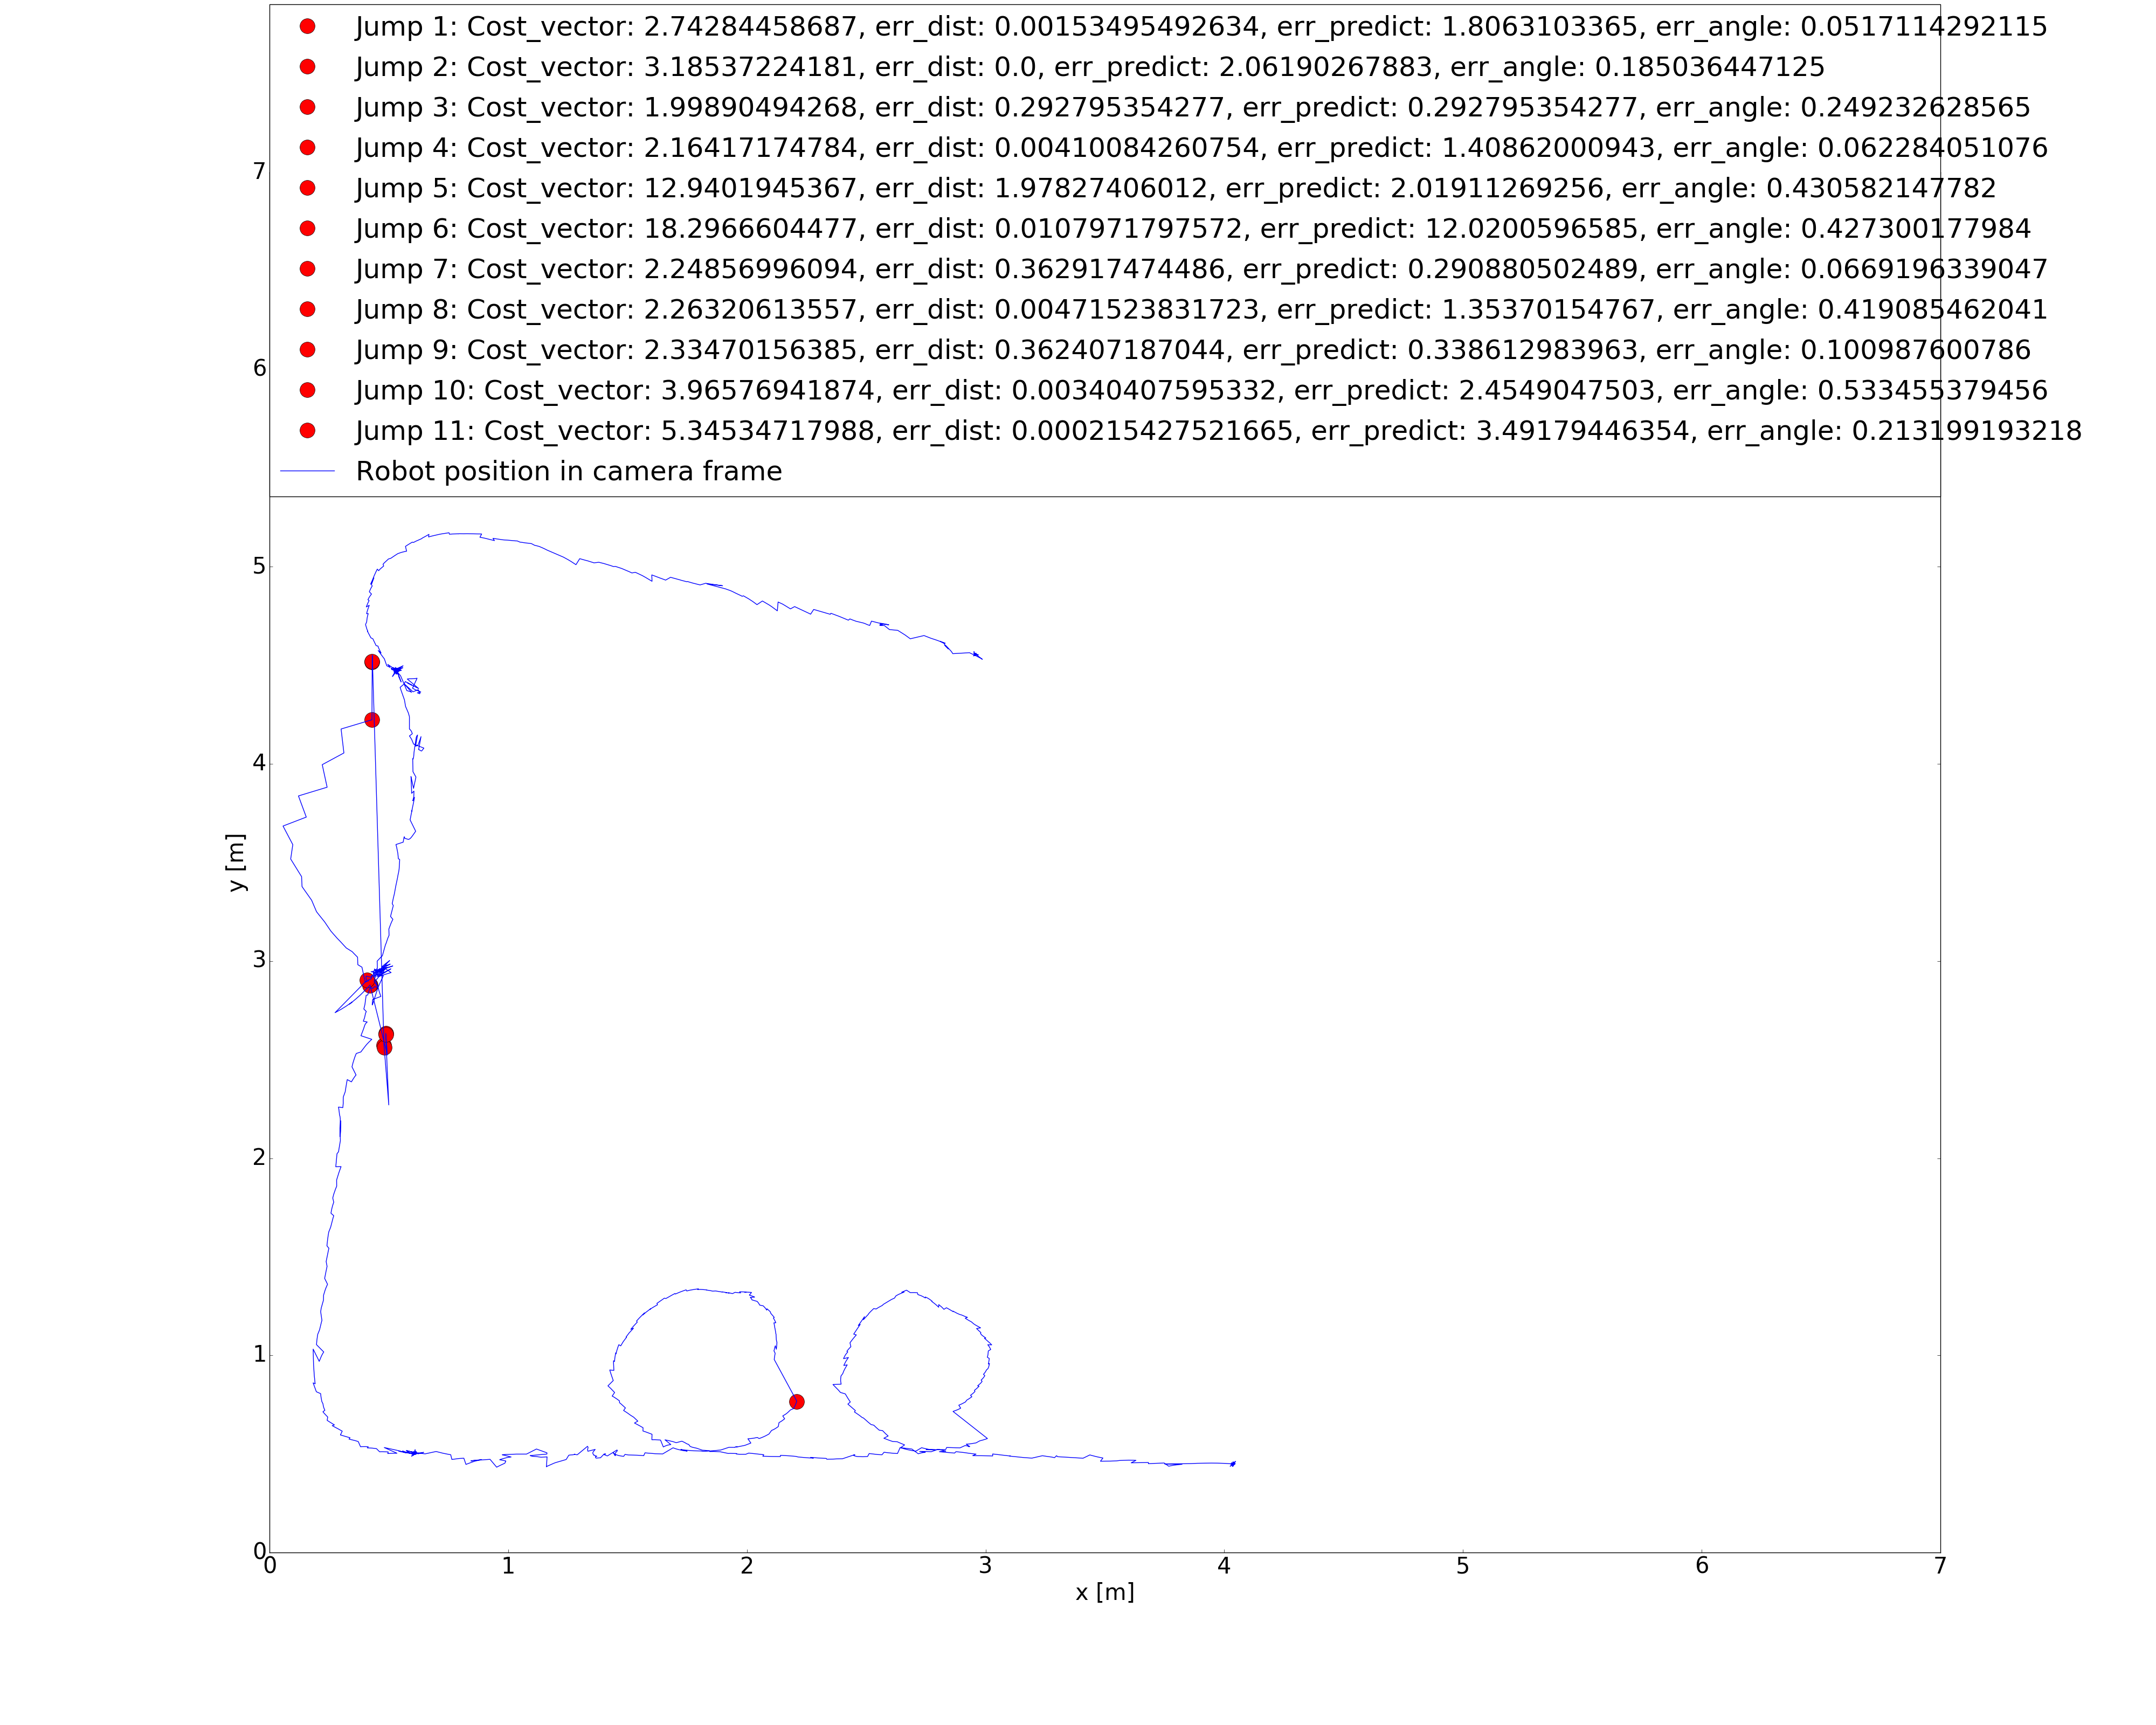 Jump 1: Cost_vector: 2.74284458687, err_dist: 0.00153495492634, err_predict: 1.8063103365, err_angle: 0.0517114292115
Jump 2: Cost_vector: 3.18537224181, err_dist: 0.0, err_predict: 2.06190267883, err_angle: 0.185036447125
Jump 3: Cost_vector: 1.99890494268, err_dist: 0.292795354277, err_predict: 0.292795354277, err_angle: 0.249232628565
Jump 4: Cost_vector: 2.16417174784, err_dist: 0.00410084260754, err_predict: 1.40862000943, err_angle: 0.062284051076
Jump 5: Cost_vector: 12.9401945367, err_dist: 1.97827406012, err_predict: 2.01911269256, err_angle: 0.430582147782
Jump 6: Cost_vector: 18.2966604477, err_dist: 0.0107971797572, err_predict: 12.0200596585, err_angle: 0.427300177984
Jump 7: Cost_vector: 2.24856996094, err_dist: 0.362917474486, err_predict: 0.290880502489, err_angle: 0.0669196339047
Jump 8: Cost_vector: 2.26320613557, err_dist: 0.00471523831723, err_predict: 1.35370154767, err_angle: 0.419085462041
Jump 9: Cost_vector: 2.33470156385, err_dist: 0.362407187044, err_predict: 0.338612983963, err_angle: 0.100987600786
Jump 10: Cost_vector: 3.96576941874, err_dist: 0.00340407595332, err_predict: 2.4549047503, err_angle: 0.533455379456
Jump 11: Cost_vector: 5.34534717988, err_dist: 0.000215427521665, err_predict: 3.49179446354, err_angle: 0.213199193218
Robot position in camera frame
7
6
5
4
3
2
1
0
y [m]
0 1 2 3 4 5 6 7
x [m]